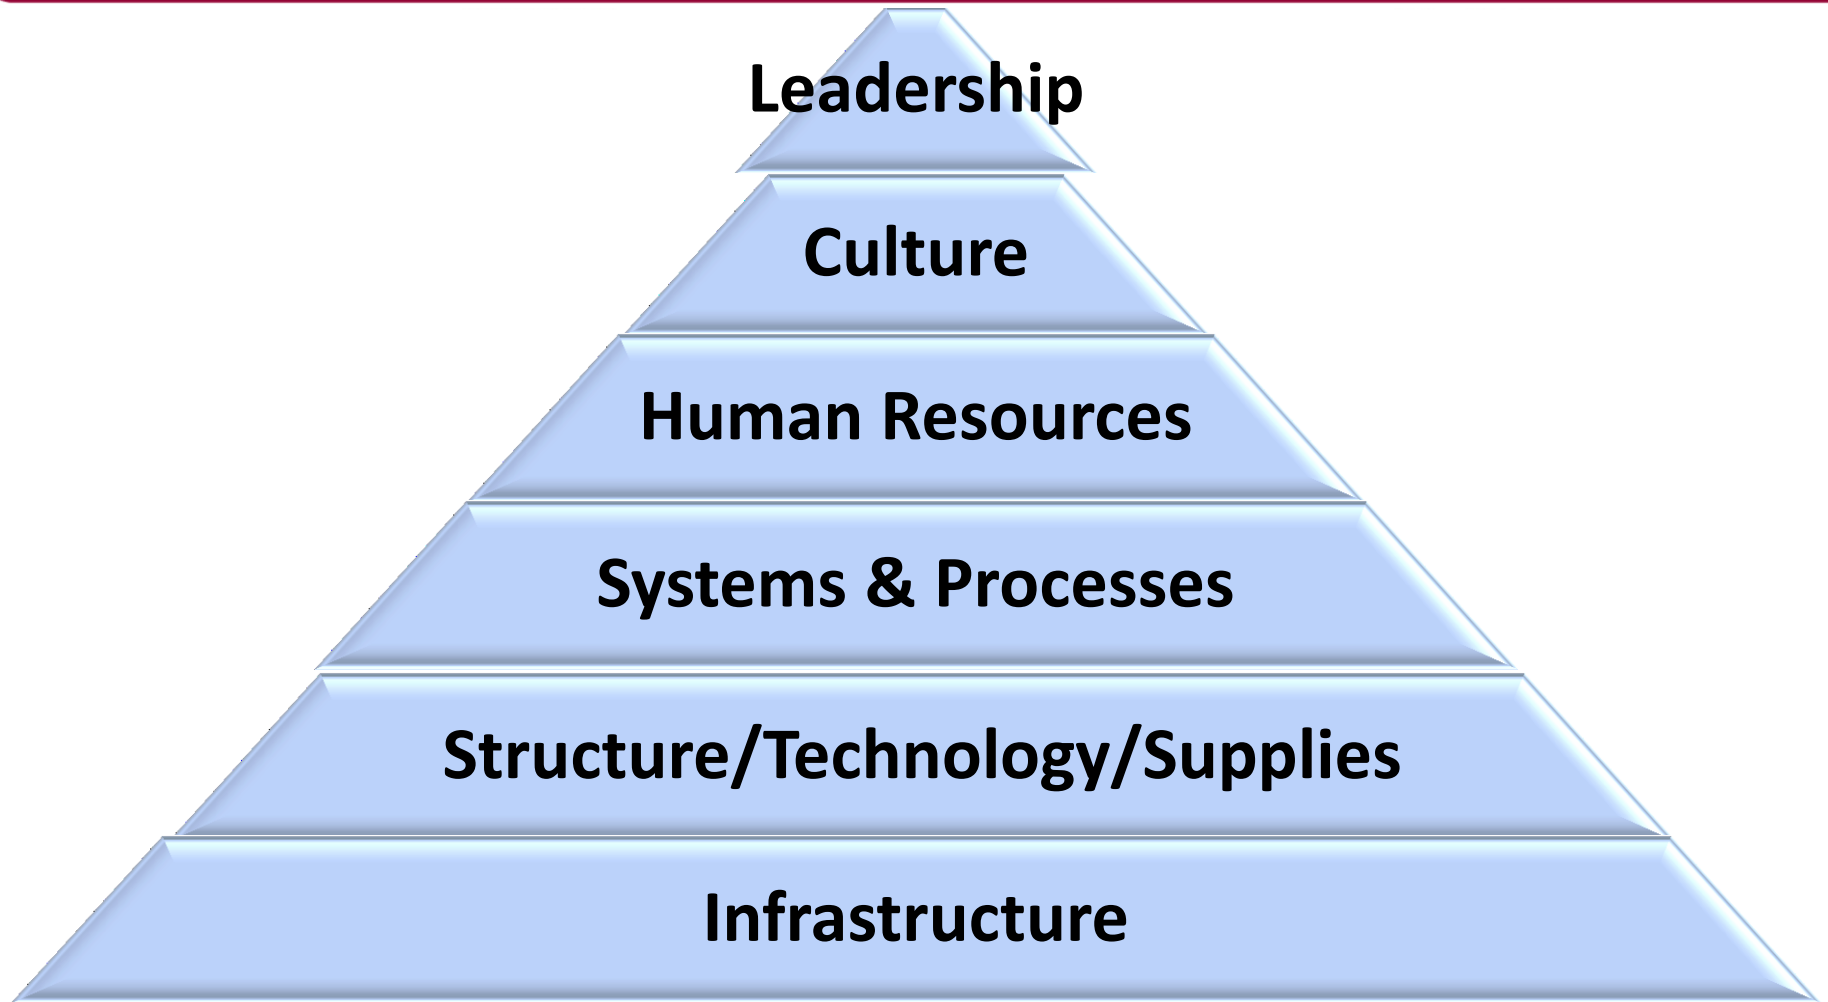 Leadership
Culture
Human Resources
Systems & Processes
Structure/Technology/Supplies
Infrastructure